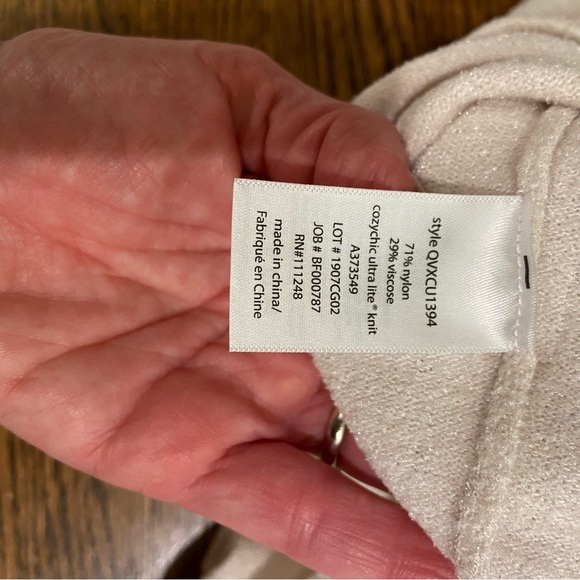 style QVXCU1394
71% nylon
29% viscose
cozychic ultra lite® knit
A373549
LOT # 1907CG02
JOB # BF000787
RN#111248
made in china/
Fabriqué en Chine